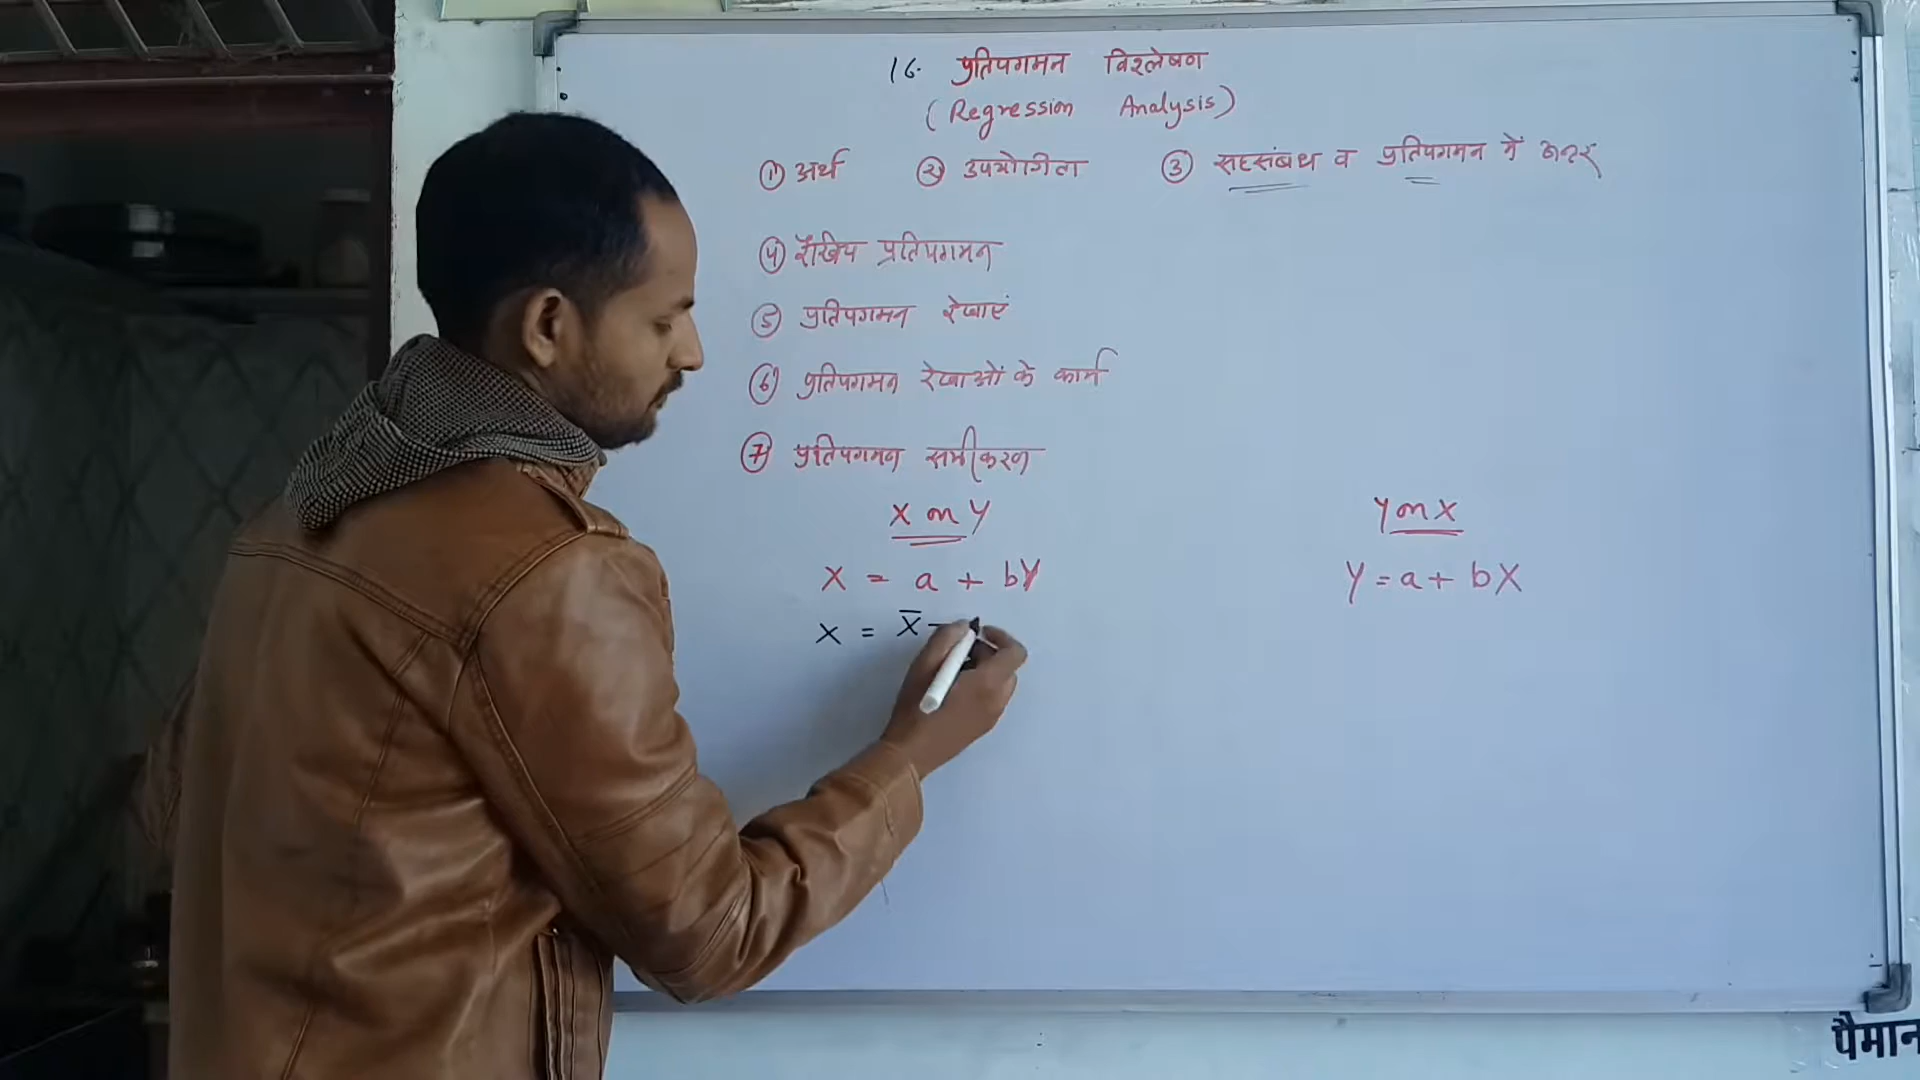 16. प्रतिपगमन विश्लेषण
(Regression Analysis)
① अर्थ ② उपयोगिता ③ सहसंबंध व प्रतिपगमन में अन्तर
④ रैखिय प्रतिपगमन
⑤ प्रतिपगमन रेखाएं
⑥ प्रतिपगमन रेखाओं के कार्य
⑦ प्रतिपगमन समीकरण
X on Y Y on X
X = a + bY Y = a + bX
X = X̄ -
पैमान